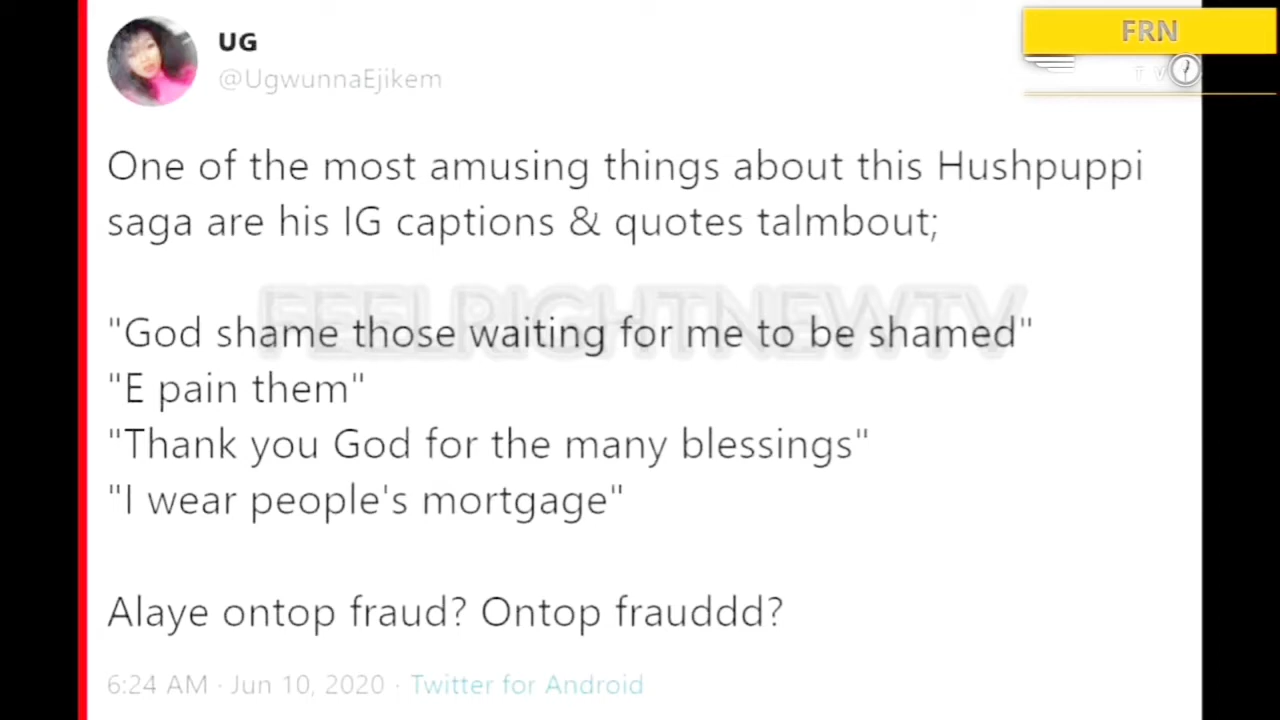 UG
FRN
@UgwunnaEjikem
TV
One of the most amusing things about this Hushpuppi
saga are his IG captions & quotes talmbout;
FEELRIGHTNEWTV
"God shame those waiting for me to be shamed"
"E pain them"
"Thank you God for the many blessings"
"I wear people's mortgage"
Alaye ontop fraud? Ontop frauddd?
6:24 AM · Jun 10, 2020 · Twitter for Android